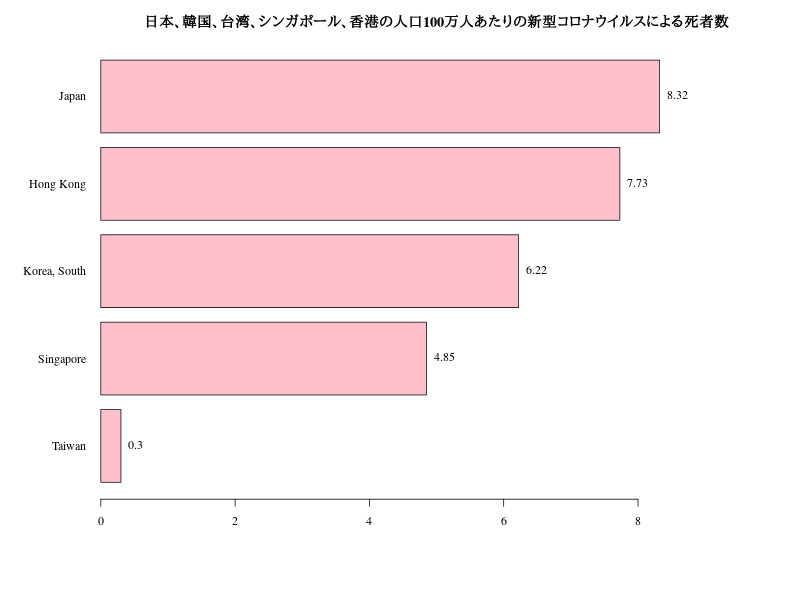 日本、韓国、台湾、シンガポール、香港の人口100万人あたりの新型コロナウイルスによる死者数
Japan 8.32
Hong Kong 7.73
Korea, South 6.22
Singapore 4.85
Taiwan 0.3
0 2 4 6 8